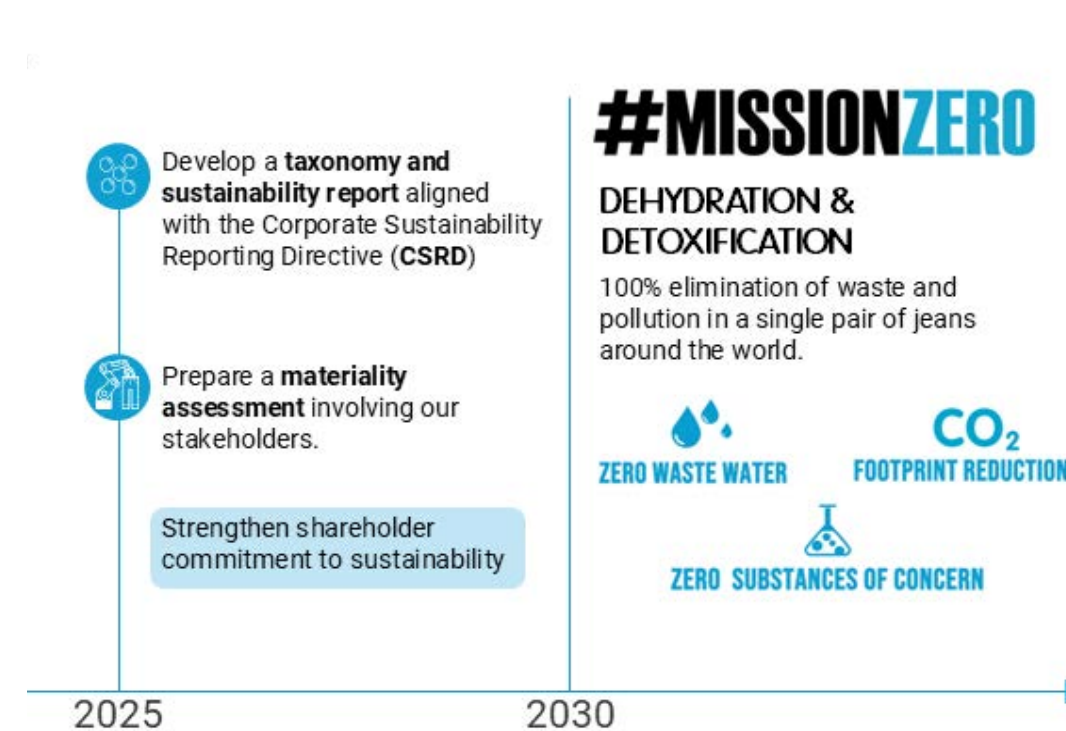 Develop a taxonomy and
sustainability report aligned
with the Corporate Sustainability
Reporting Directive (CSRD)
Prepare a materiality
assessment involving our
stakeholders.
Strengthen shareholder
commitment to sustainability
2025
#MISSIONZERO
DEHYDRATION &
DETOXIFICATION
100% elimination of waste and
pollution in a single pair of jeans
around the world.
ZERO WASTE WATER
CO₂
FOOTPRINT REDUCTION
ZERO SUBSTANCES OF CONCERN
2030